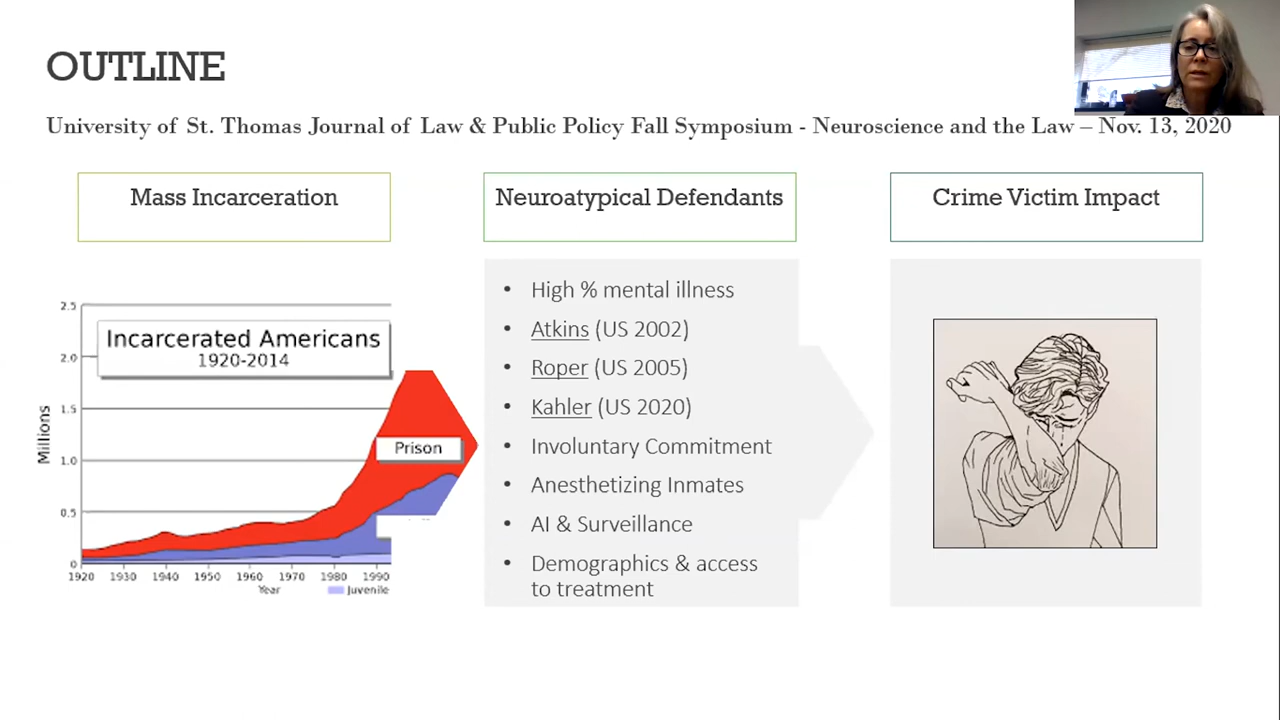 OUTLINE
University of St. Thomas Journal of Law & Public Policy Fall Symposium - Neuroscience and the Law – Nov. 13, 2020
Mass Incarceration
2.5
2.0
1.5
1.0
0.5
0
Millions
Incarcerated Americans
1920-2014
Prison
1920 1930 1940 1950 1960 1970 1980 1990
Year
Juvenile
Neuroatypical Defendants
• High % mental illness
• Atkins (US 2002)
• Roper (US 2005)
• Kahler (US 2020)
• Involuntary Commitment
• Anesthetizing Inmates
• AI & Surveillance
• Demographics & access
to treatment
Crime Victim Impact